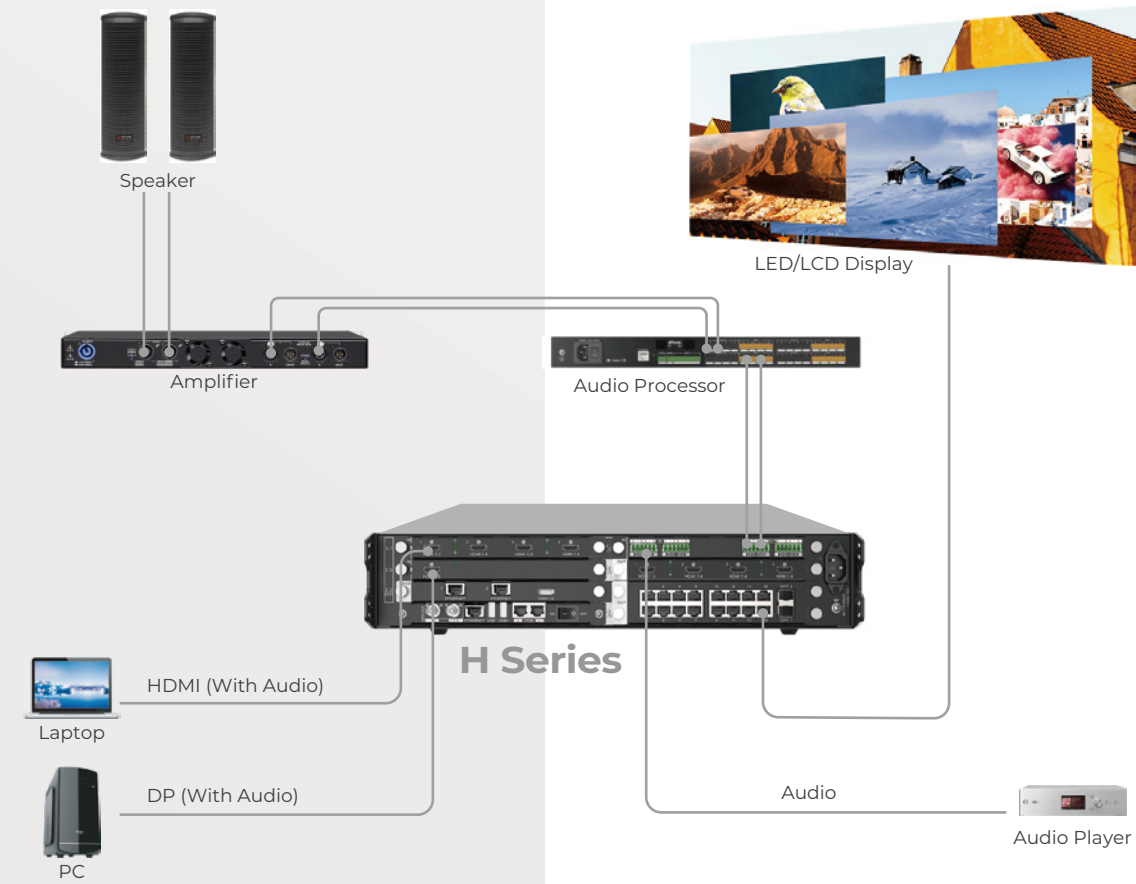 Speaker
LED/LCD Display
Amplifier
Audio Processor
H Series
HDMI (With Audio)
Laptop
DP (With Audio)
Audio
PC
Audio Player